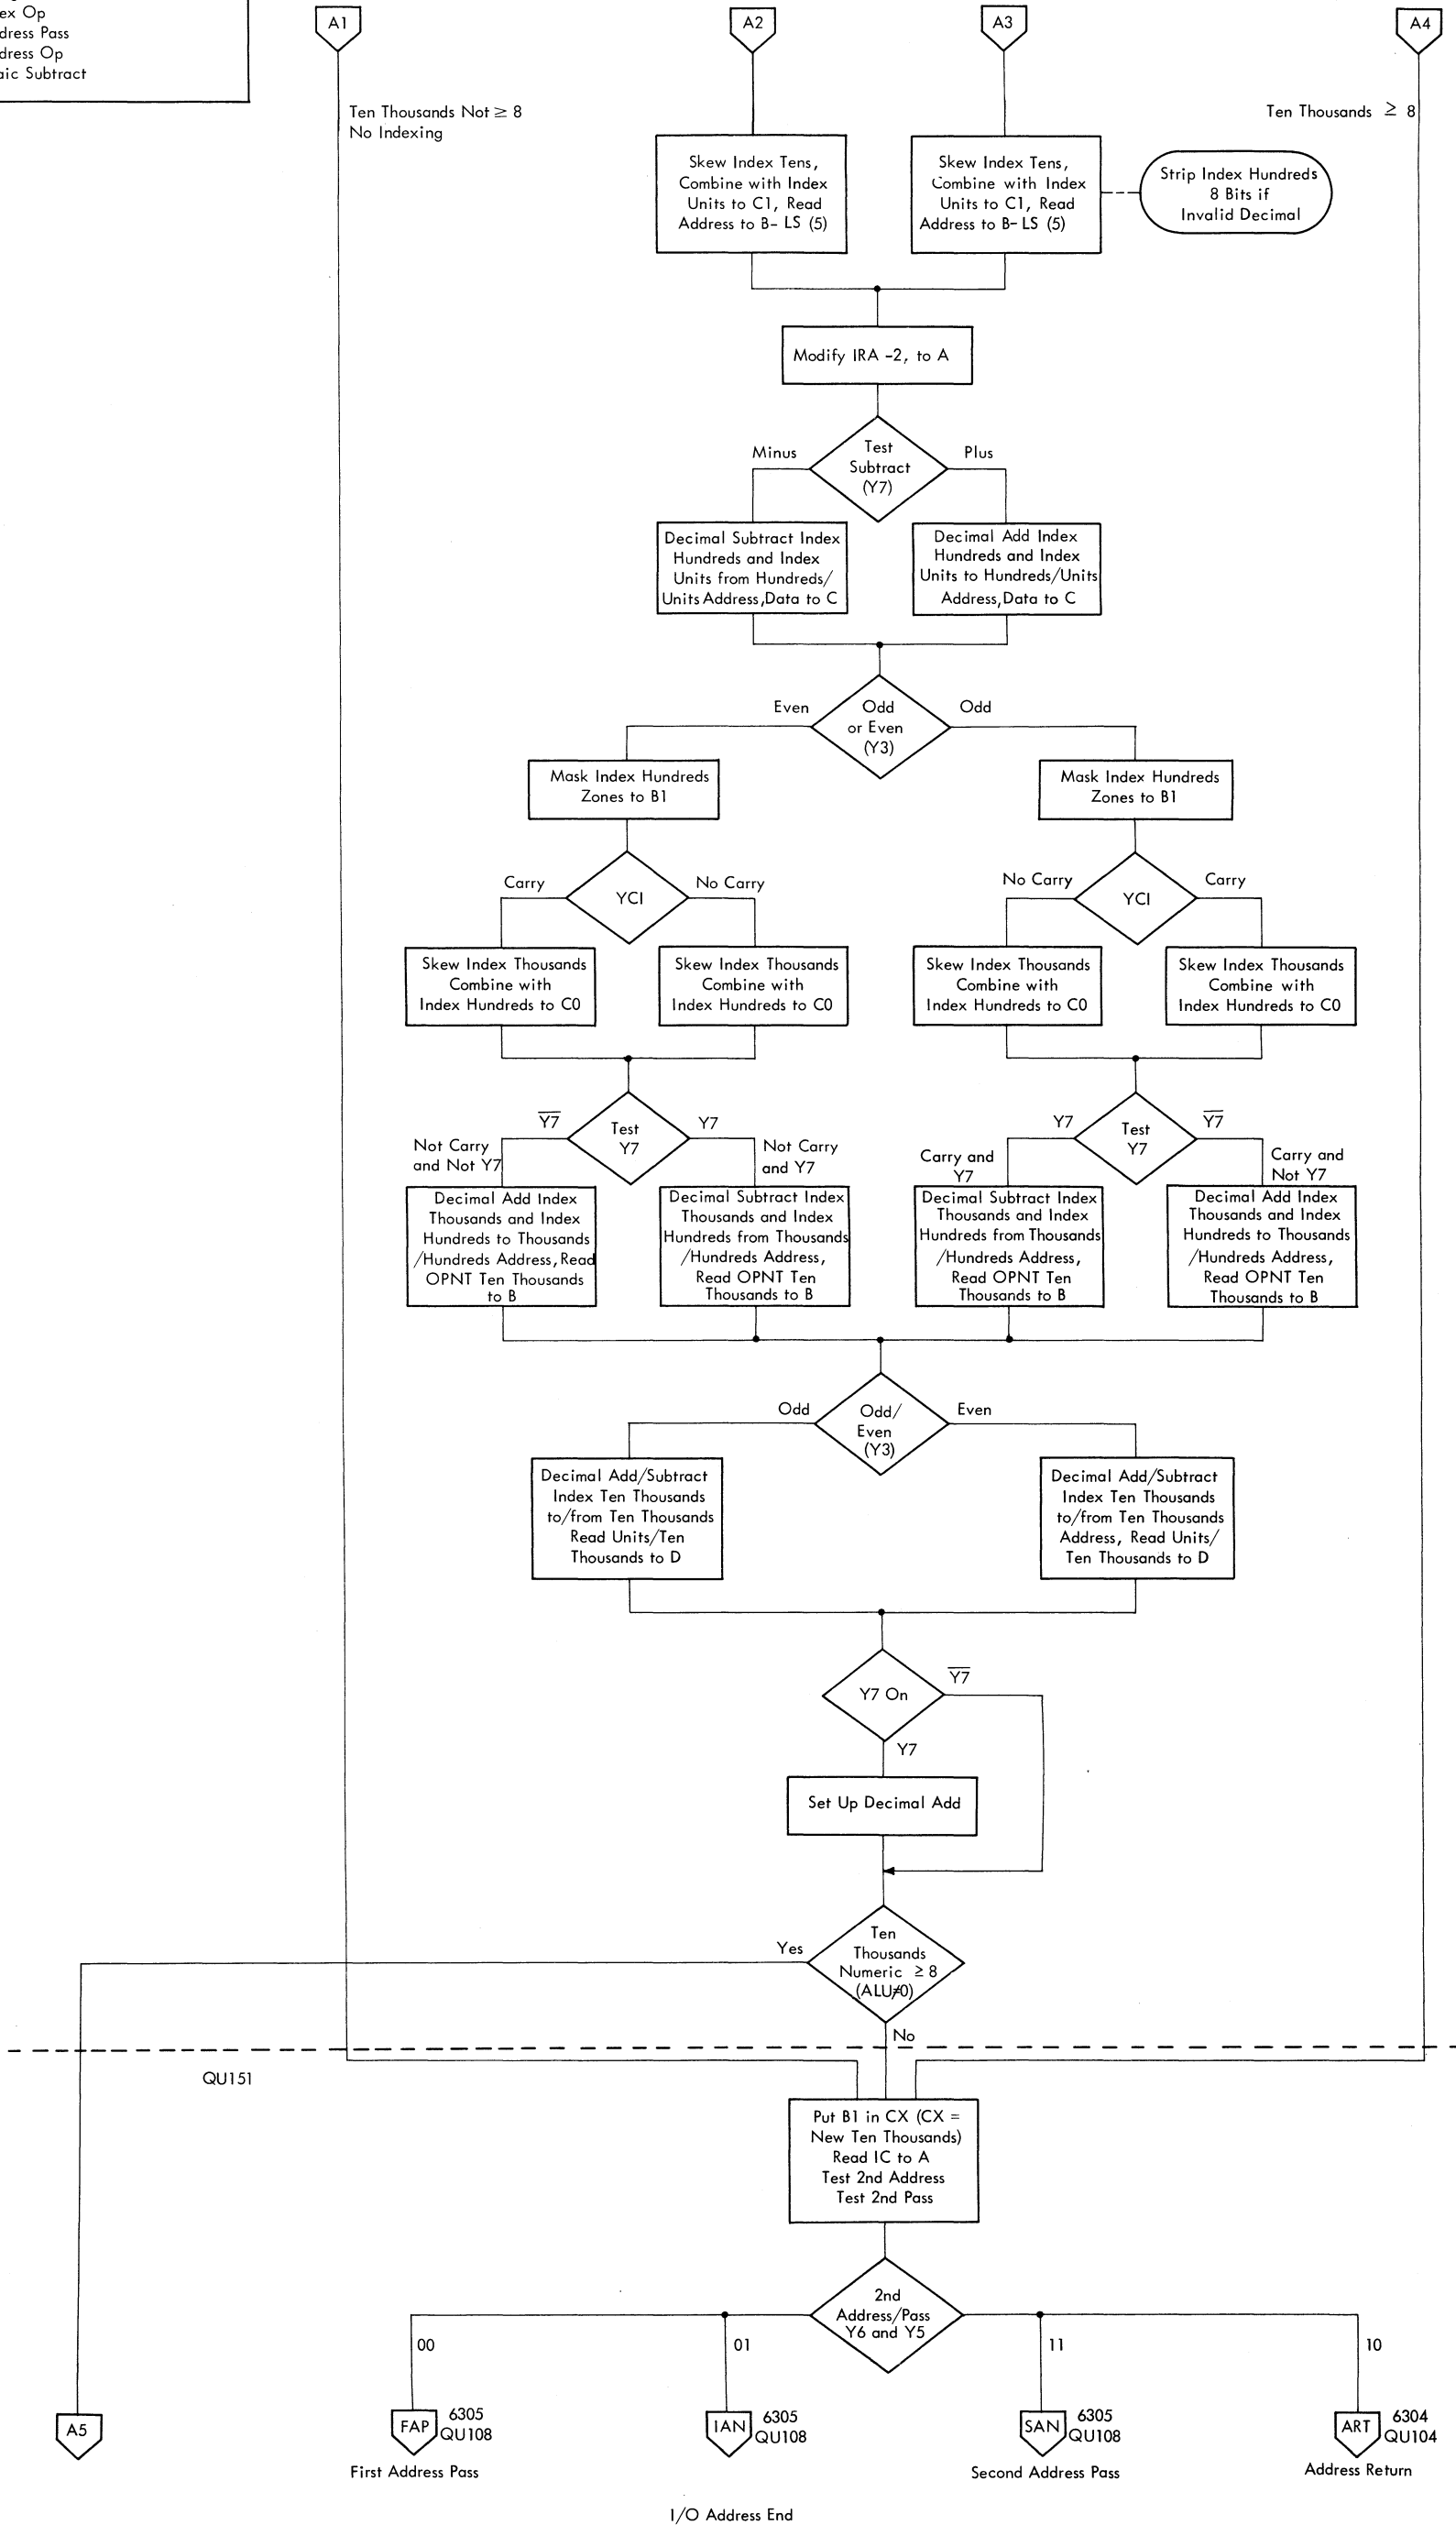 ex Op
dress Pass
dress Op
aic Subtract
A1
A2
A3
A4
Ten Thousands Not ≥ 8
No Indexing
Ten Thousands ≥ 8
Skew Index Tens,
Combine with Index
Units to C1, Read
Address to B- LS (5)
Skew Index Tens,
Combine with Index
Units to C1, Read
Address to B- LS (5)
Strip Index Hundreds
8 Bits if
Invalid Decimal
Modify IRA -2, to A
Minus
Test
Subtract
(Y7)
Plus
Decimal Subtract Index
Hundreds and Index
Units from Hundreds/
Units Address,Data to C
Decimal Add Index
Hundreds and Index
Units to Hundreds/Units
Address,Data to C
Even
Odd
or Even
(Y3)
Odd
Mask Index Hundreds
Zones to B1
Mask Index Hundreds
Zones to B1
Carry
YCI
No Carry
No Carry
YCI
Carry
Skew Index Thousands
Combine with
Index Hundreds to C0
Skew Index Thousands
Combine with
Index Hundreds to C0
Skew Index Thousands
Combine with
Index Hundreds to C0
Skew Index Thousands
Combine with
Index Hundreds to C0
Y̅7̅
Test
Y7
Y7
Y7
Test
Y7
Y̅7̅
Not Carry
and Not Y7
Not Carry
and Y7
Carry and
Y7
Carry and
Not Y7
Decimal Add Index
Thousands and Index
Hundreds to Thousands
/Hundreds Address, Read
OPNT Ten Thousands
to B
Decimal Subtract Index
Thousands and Index
Hundreds from Thousands
/Hundreds Address,
Read OPNT Ten
Thousands to B
Decimal Subtract Index
Thousands and Index
Hundreds from Thousands
/Hundreds Address,
Read OPNT Ten
Thousands to B
Decimal Add Index
Thousands and Index
Hundreds to Thousands
/Hundreds Address,
Read OPNT Ten
Thousands to B
Odd
Odd/
Even
(Y3)
Even
Decimal Add/Subtract
Index Ten Thousands
to/from Ten Thousands
Read Units/Ten
Thousands to D
Decimal Add/Subtract
Index Ten Thousands
to/from Ten Thousands
Address, Read Units/
Ten Thousands to D
Y7 On
Y̅7̅
Y7
Set Up Decimal Add
Yes
Ten
Thousands
Numeric ≥ 8
(ALU≠0)
No
QU151
Put B1 in CX (CX =
New Ten Thousands)
Read IC to A
Test 2nd Address
Test 2nd Pass
2nd
Address/Pass
Y6 and Y5
00
01
11
10
A5
FAP
6305
QU108
IAN
6305
QU108
SAN
6305
QU108
ART
6304
QU104
First Address Pass
Second Address Pass
Address Return
I/O Address End